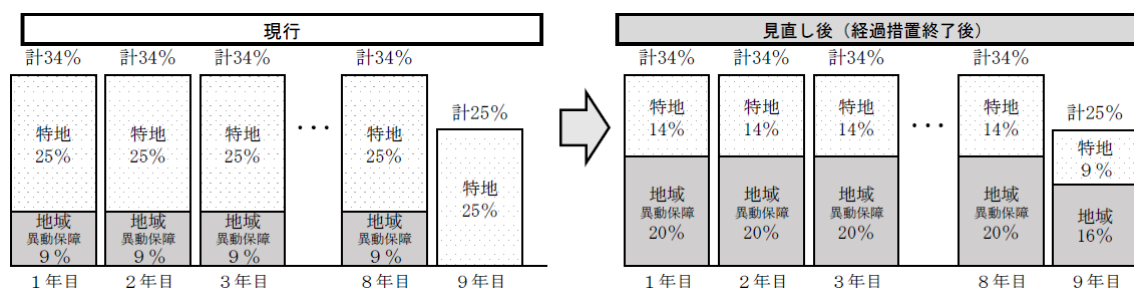 現行
計34% 計34% 計34% 計34%
計25%
特地 25%
特地 25%
特地 25%
・・・
特地 25%
特地 25%
地域 異動保障 9%
地域 異動保障 9%
地域 異動保障 9%
地域 異動保障 9%
1年目 2年目 3年目 8年目 9年目
見直し後（経過措置終了後）
計34% 計34% 計34% 計34%
計25%
特地 14%
特地 14%
特地 14%
・・・
特地 14%
特地 9%
地域 異動保障 20%
地域 異動保障 20%
地域 異動保障 20%
地域 異動保障 20%
地域 16%
1年目 2年目 3年目 8年目 9年目